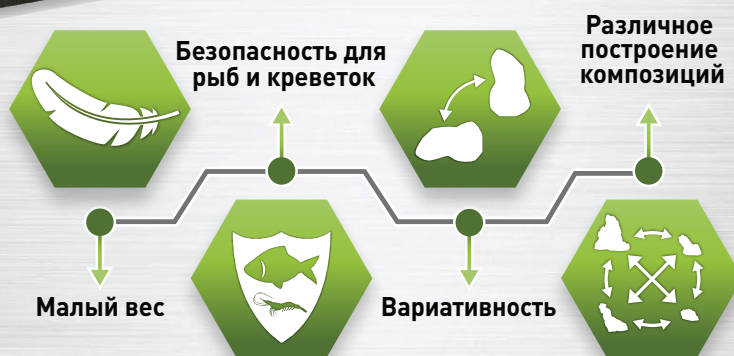 Безопасность для
рыб и креветок
Различное
построение
композиций
Малый вес
Вариативность